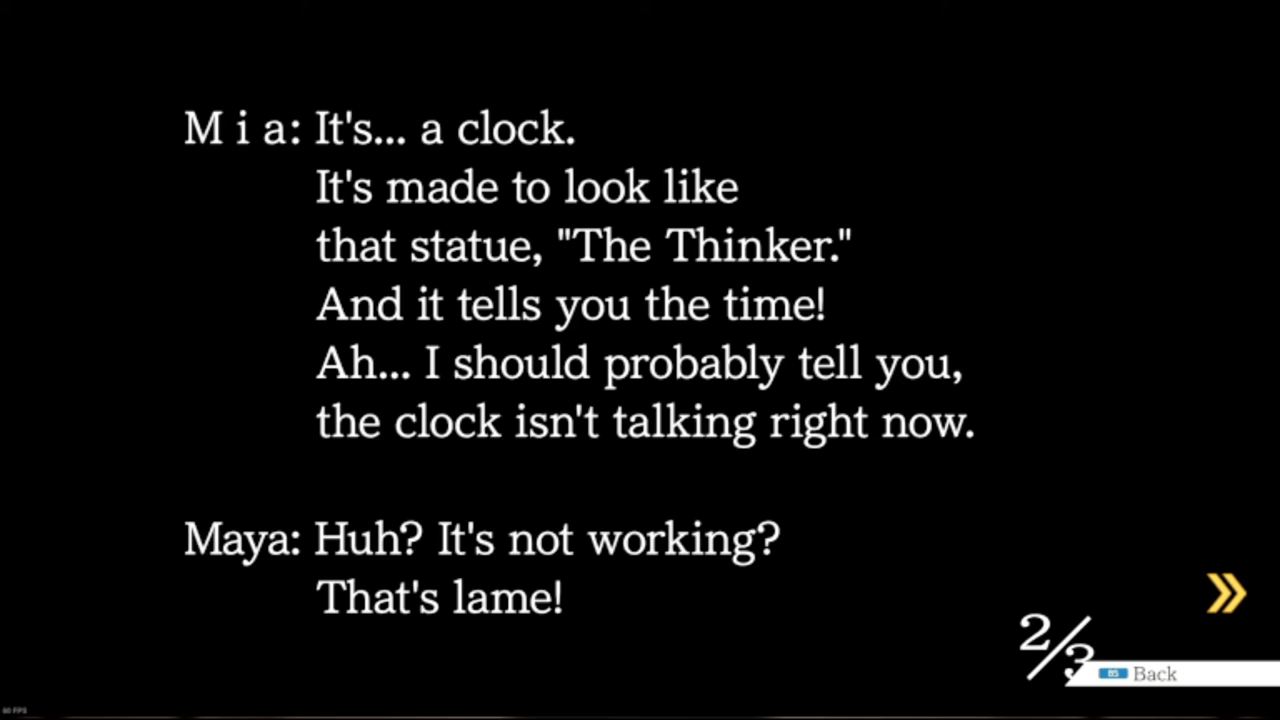 M i a: It's... a clock.
It's made to look like
that statue, "The Thinker."
And it tells you the time!
Ah... I should probably tell you,
the clock isn't talking right now.
Maya: Huh? It's not working?
That's lame!
2/3
Back
60 FPS